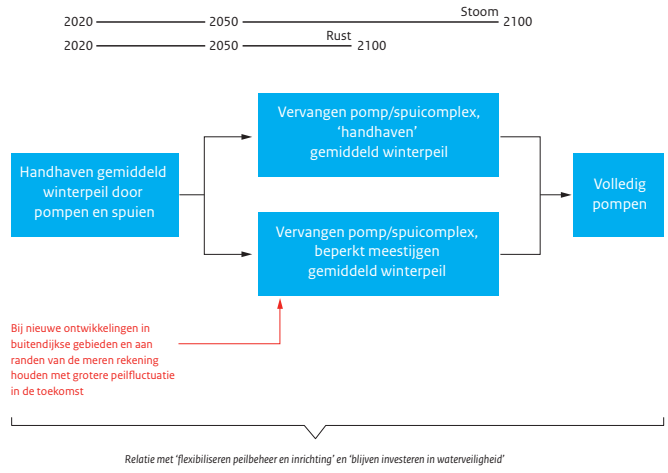 Stoom
2020 2050 2100
Rust
2020 2050 2100
Vervangen pomp/spuicomplex,
‘handhaven’
gemiddeld winterpeil
Handhaven gemiddeld
winterpeil door
pompen en spuien
Volledig
pompen
Vervangen pomp/spuicomplex,
beperkt meestijgen
gemiddeld winterpeil
Bij nieuwe ontwikkelingen in
buitendijkse gebieden en aan
randen van de meren rekening
houden met grotere peilfluctuatie
in de toekomst
Relatie met ‘flexibiliseren peilbeheer en inrichting’ en ‘blijven investeren in waterveiligheid’